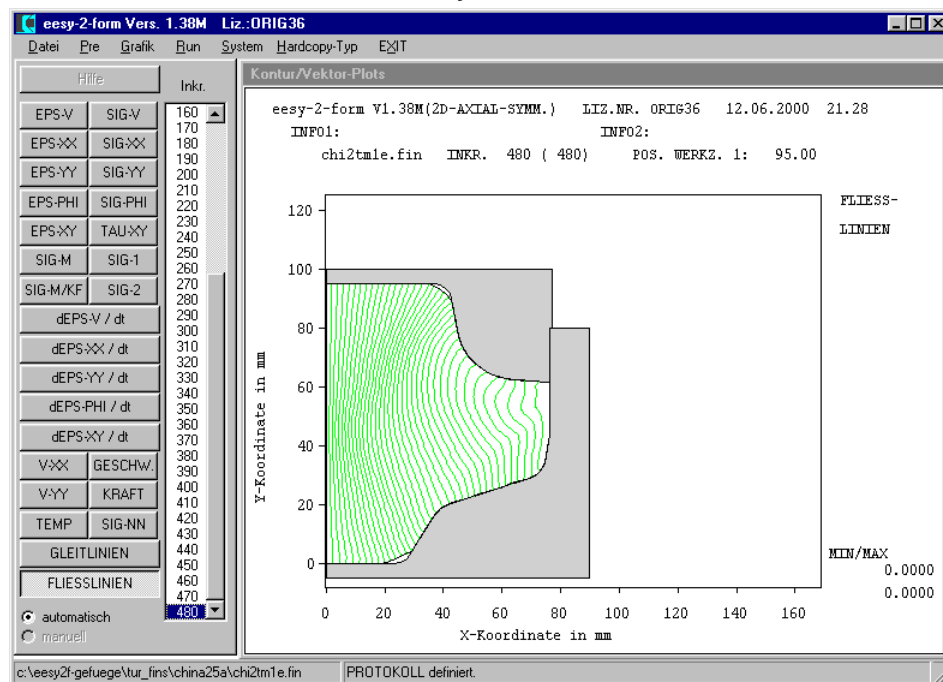 eesy-2-form Vers. 1.38M Liz.:ORIG36
Datei Pre Grafik Run System Hardcopy-Typ EXIT
Hilfe
Inkr.
EPS-V SIG-V
EPS-XX SIG-XX
EPS-YY SIG-YY
EPS-PHI SIG-PHI
EPS-XY TAU-XY
SIG-M SIG-1
SIG-M/KF SIG-2
dEPS-V / dt
dEPS-XX / dt
dEPS-YY / dt
dEPS-PHI / dt
dEPS-XY / dt
V-XX GESCHW.
V-YY KRAFT
TEMP SIG-NN
GLEITLINIEN
FLIESSLINIEN
automatisch
manuell
160
170
180
190
200
210
220
230
240
250
260
270
280
290
300
310
320
330
340
350
360
370
380
390
400
410
420
430
440
450
460
470
480
Kontur/Vektor-Plots
eesy-2-form V1.38M(2D-AXIAL-SYMM.) LIZ.NR. ORIG36 12.06.2000 21.28
INFO1: INFO2:
chi2tm1e.fin INKR. 480 ( 480) POS. WERKZ. 1: 95.00
FLIESS-
LINIEN
120
100
80
60
40
20
0
Y-Koordinate in mm
0 20 40 60 80 100 120 140 160
X-Koordinate in mm
MIN/MAX
0.0000
0.0000
c:\eesy2f-gefuege\tur_fins\china25a\chi2tm1e.fin PROTOKOLL definiert.